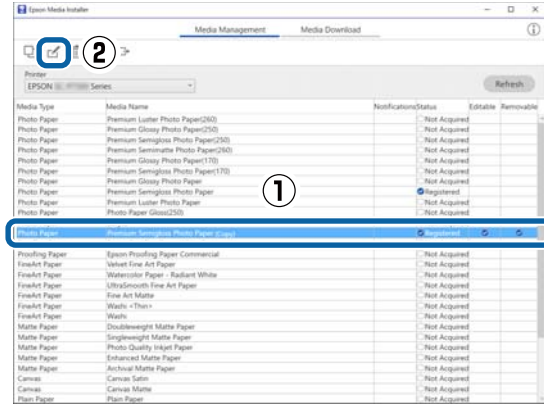 Epson Media Installer
Media Management Media Download
②
Printer
EPSON Series
Refresh
Media Type Media Name Notifications Status Editable Removable
Photo Paper Premium Luster Photo Paper(260) Not Acquired
Photo Paper Premium Glossy Photo Paper(250) Not Acquired
Photo Paper Premium Semigloss Photo Paper(250) Not Acquired
Photo Paper Premium Semimatte Photo Paper(260) Not Acquired
Photo Paper Premium Glossy Photo Paper(170) Not Acquired
Photo Paper Premium Semigloss Photo Paper(170) Not Acquired
Photo Paper Premium Glossy Photo Paper Not Acquired
Photo Paper Premium Semigloss Photo Paper Registered
①
Photo Paper Premium Luster Photo Paper Not Acquired
Photo Paper Photo Paper Gloss(250) Not Acquired
Photo Paper Premium Semigloss Photo Paper (Copy) Registered
Proofing Paper Epson Proofing Paper Commercial Not Acquired
FineArt Paper Velvet Fine Art Paper Not Acquired
FineArt Paper Watercolor Paper - Radiant White Not Acquired
FineArt Paper UltraSmooth Fine Art Paper Not Acquired
FineArt Paper Fine Art Matte Not Acquired
FineArt Paper Washi <Thin> Not Acquired
FineArt Paper Washi Not Acquired
Matte Paper Doubleweight Matte Paper Not Acquired
Matte Paper Singleweight Matte Paper Not Acquired
Matte Paper Photo Quality Inkjet Paper Not Acquired
Matte Paper Enhanced Matte Paper Not Acquired
Matte Paper Archival Matte Paper Not Acquired
Canvas Canvas Satin Not Acquired
Canvas Canvas Matte Not Acquired
Plain Paper Plain Paper Not Acquired